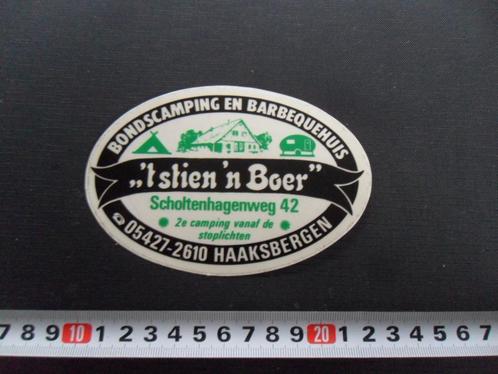 BONDSCAMPING EN BARBEQUEHUIS
„'t stien 'n Boer”
Scholtenhagenweg 42
2e camping vanaf de
stoplichten
05427-2610 HAAKSBERGEN
7 8 9 10 1 2 3 4 5 6 7 8 9 20 1 2 3 4 5 6 7